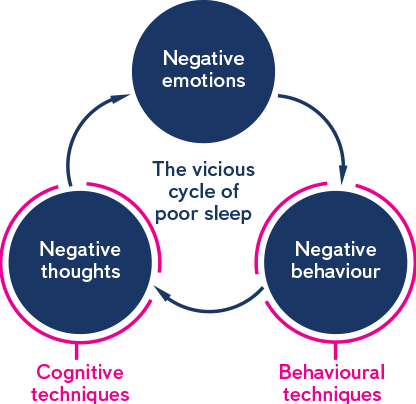 Negative
emotions
The vicious
cycle of
poor sleep
Negative
thoughts
Negative
behaviour
Cognitive
techniques
Behavioural
techniques